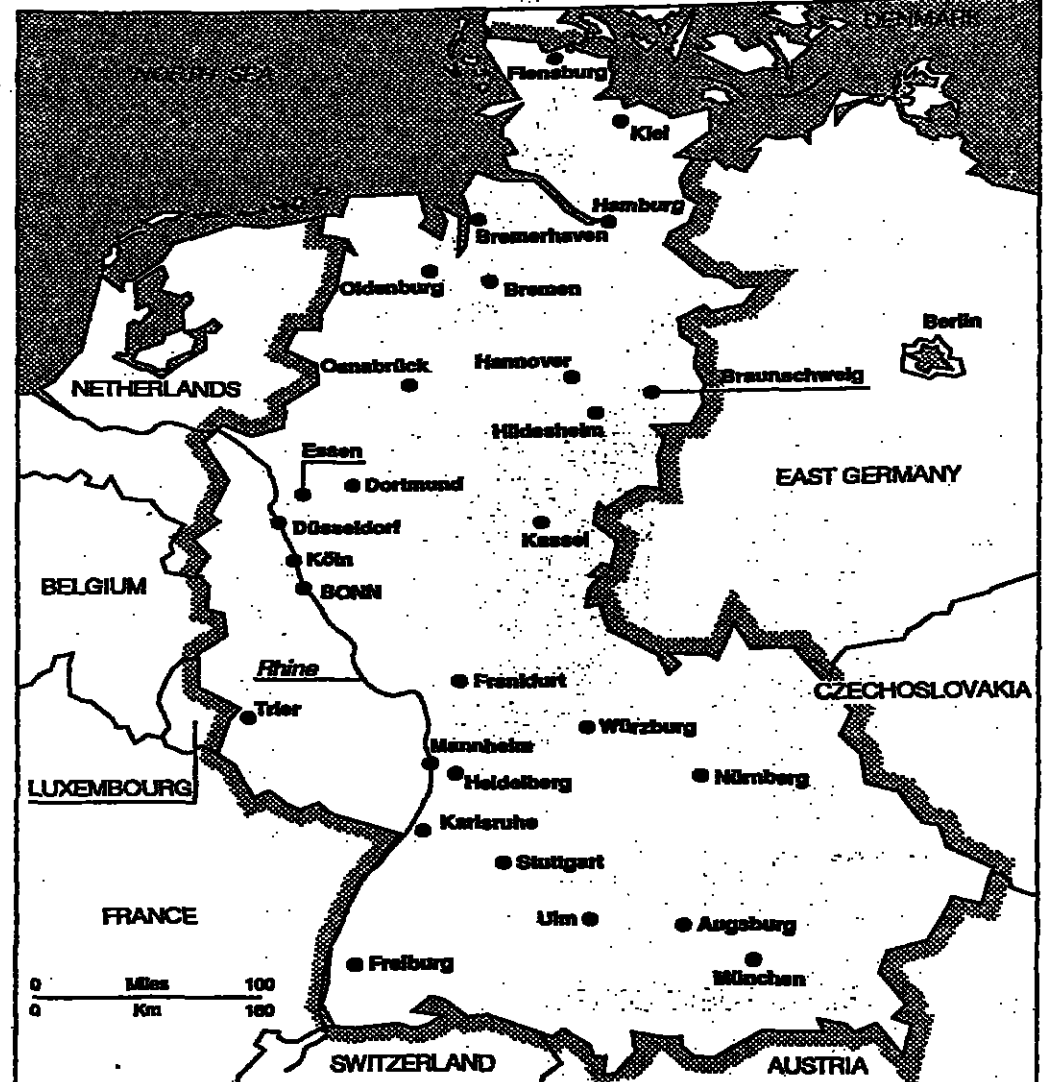 DENMARK
NORTH SEA
Flensburg
Kiel
Hamburg
Bremerhaven
Oldenburg
Bremen
Berlin
Osnabrück
Hannover
Braunschweig
NETHERLANDS
Hildesheim
Essen
Dortmund
EAST GERMANY
Düsseldorf
Kassel
Köln
BELGIUM
BONN
Rhine
Frankfurt
CZECHOSLOVAKIA
Trier
Würzburg
Mannheim
Heidelberg
Nürnberg
LUXEMBOURG
Karlsruhe
Stuttgart
FRANCE
Ulm
Augsburg
Freiburg
München
0 Miles 100
0 Km 160
SWITZERLAND
AUSTRIA